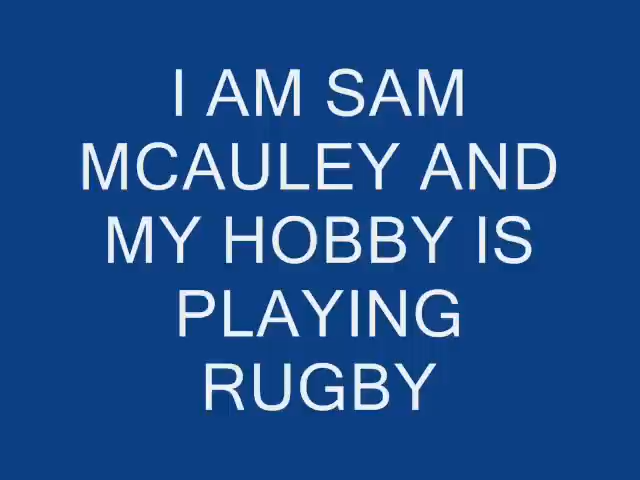 I AM SAM
MCAULEY AND
MY HOBBY IS
PLAYING
RUGBY